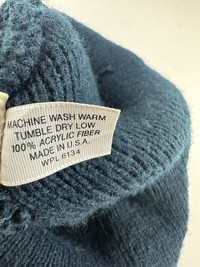 MACHINE WASH WARM
TUMBLE DRY LOW
100% ACRYLIC FIBER
MADE IN U.S.A.
WPL 6134